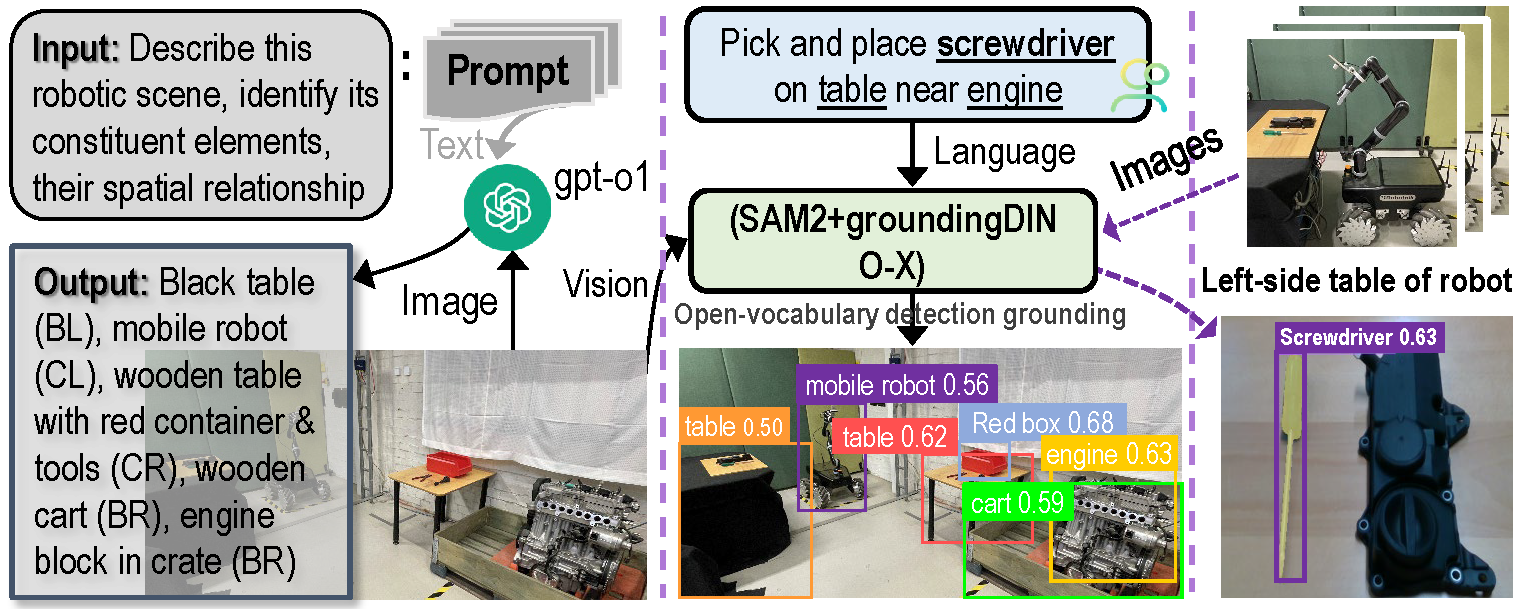 Input: Describe this
robotic scene, identify its
constituent elements,
their spatial relationship
:
Prompt
Text
gpt-o1
Output: Black table
(BL), mobile robot
(CL), wooden table
with red container &
tools (CR), wooden
cart (BR), engine
block in crate (BR)
Image
Vision
Pick and place screwdriver
on table near engine
Language
(SAM2+groundingDIN
O-X)
Open-vocabulary detection grounding
mobile robot 0.56
table 0.50
table 0.62
Red box 0.68
engine 0.63
cart 0.59
Images
Robotnik
Left-side table of robot
Screwdriver 0.63